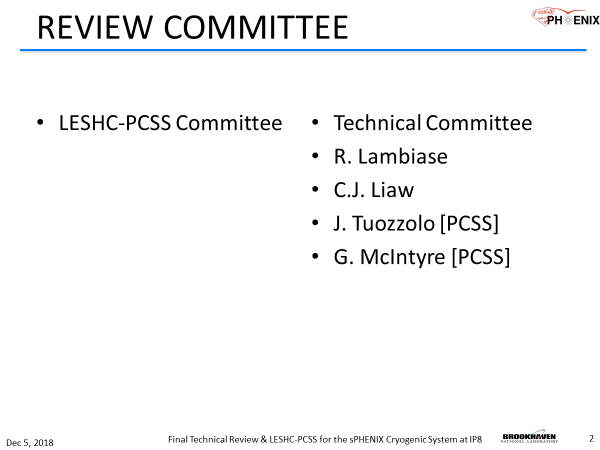 REVIEW COMMITTEE
PHENIX
• LESHC-PCSS Committee
• Technical Committee
• R. Lambiase
• C.J. Liaw
• J. Tuozzolo [PCSS]
• G. McIntyre [PCSS]
Dec 5, 2018
Final Technical Review & LESHC-PCSS for the sPHENIX Cryogenic System at IP8
BROOKHAVEN
NATIONAL LABORATORY
2